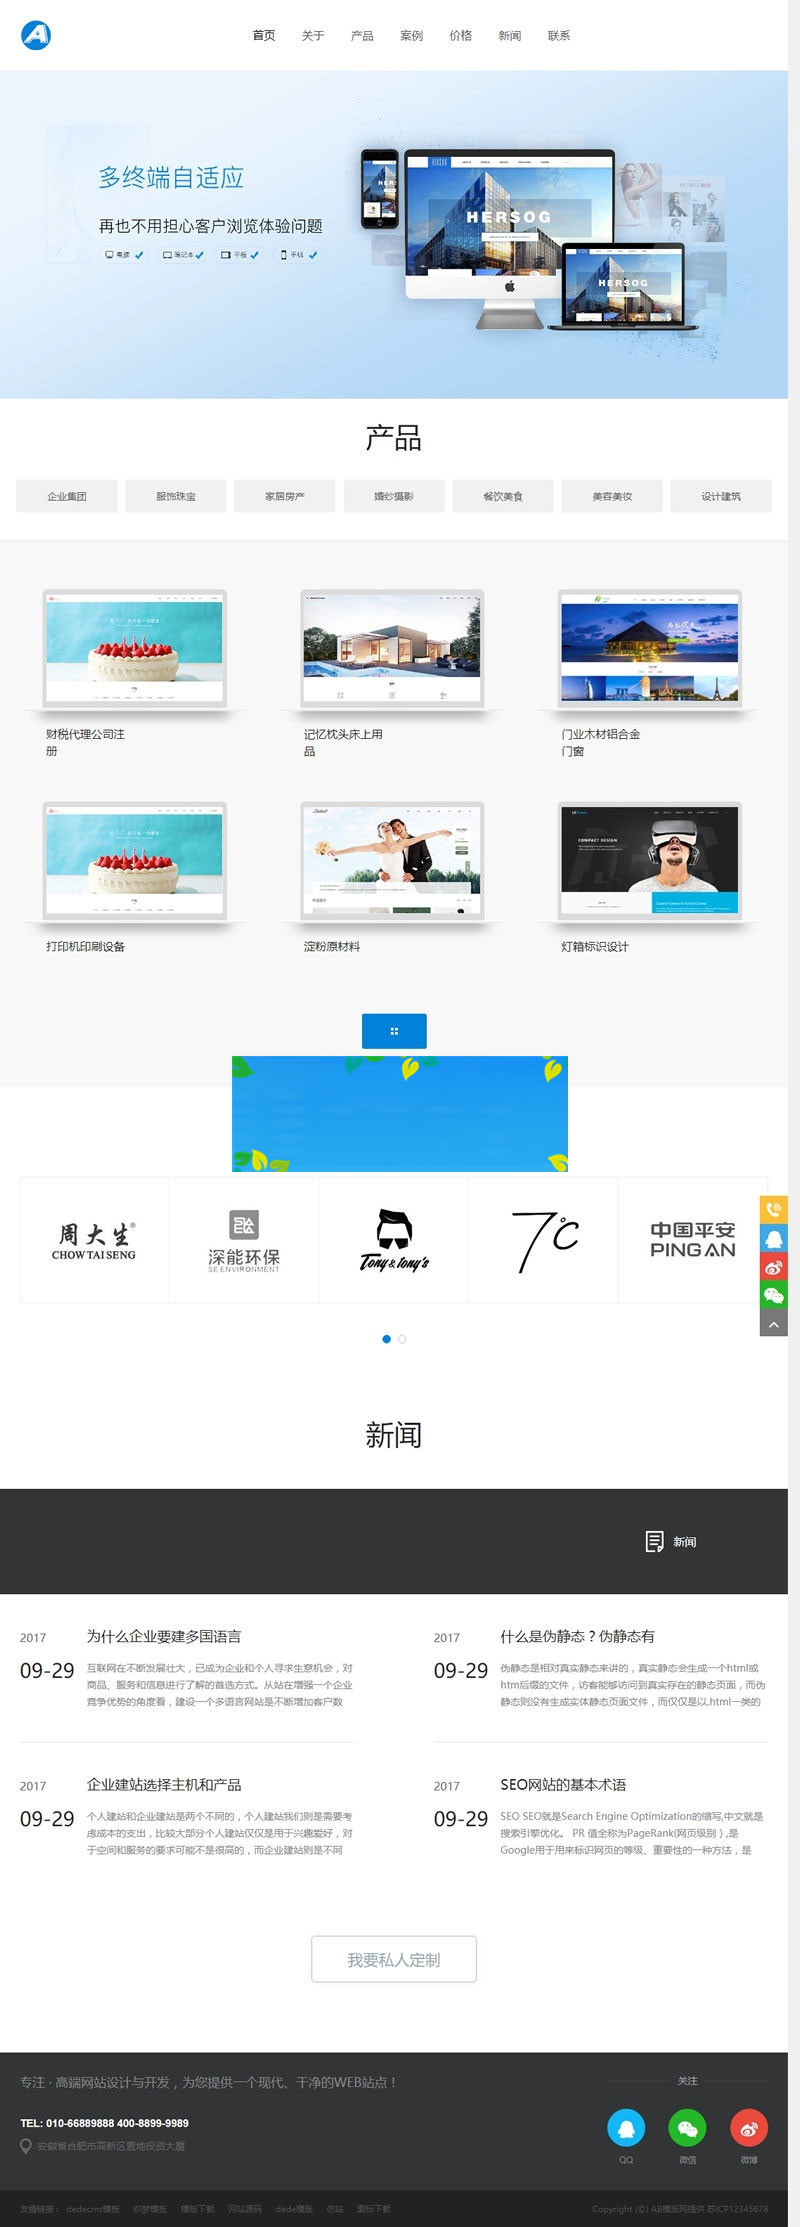 首页 关于 产品 案例 价格 新闻 联系
多终端自适应
再也不用担心客户浏览体验问题
电脑 笔记本 平板 手机
HERSOG
HERSOG
产品
企业集团 服饰珠宝 家居房产 婚纱摄影 餐饮美食 美容美妆 设计建筑
财税代理公司注
册
记忆枕头床上用
品
门业木材铝合金
门窗
COMPACT DESIGN
打印机印刷设备
淀粉原材料
灯箱标识设计
周大生®
CHOW TAI SENG
深能环保
SE ENVIRONMENT
Tony & tony's
7℃
中国平安
PING AN
新闻
新闻
2017
09-29
为什么企业要建多国语言
互联网在不断发展壮大，已成为企业和个人寻求生意机会，对
商品、服务和信息进行了解的首选方式。从站在增强一个企业
竞争优势的角度看，建设一个多语言网站是不断增加客户数
2017
09-29
什么是伪静态？伪静态有
伪静态是相对真实静态来讲的，真实静态会生成一个html或
htm后缀的文件，访客能够访问到真实存在的静态页面，而伪
静态则没有生成实体静态页面文件，而仅仅是以.html一类的
2017
09-29
企业建站选择主机和产品
个人建站和企业建站是两个不同的，个人建站我们则是需要考
虑成本的支出，比较大部分个人建站仅仅是用于兴趣爱好，对
于空间和服务的要求可能不是很高的，而企业建站则是不同
2017
09-29
SEO网站的基本术语
SEO SEO就是Search Engine Optimization的缩写,中文就是
搜索引擎优化。 PR 值全称为PageRank(网页级别 ) ,是
Google用于用来标识网页的等级、重要性的一种方法，是
我要私人定制
专注 · 高端网站设计与开发，为您提供一个现代、干净的WEB站点！
TEL: 010-66889888 400-8899-9989
安徽省合肥市高新区置地投资大厦
关注
QQ 微信 微博
友情链接： dedecms模板 织梦模板 模板下载 网站源码 dede模版 仿站 图标下载
Copyright (©) AB模版网提供 苏ICP12345678